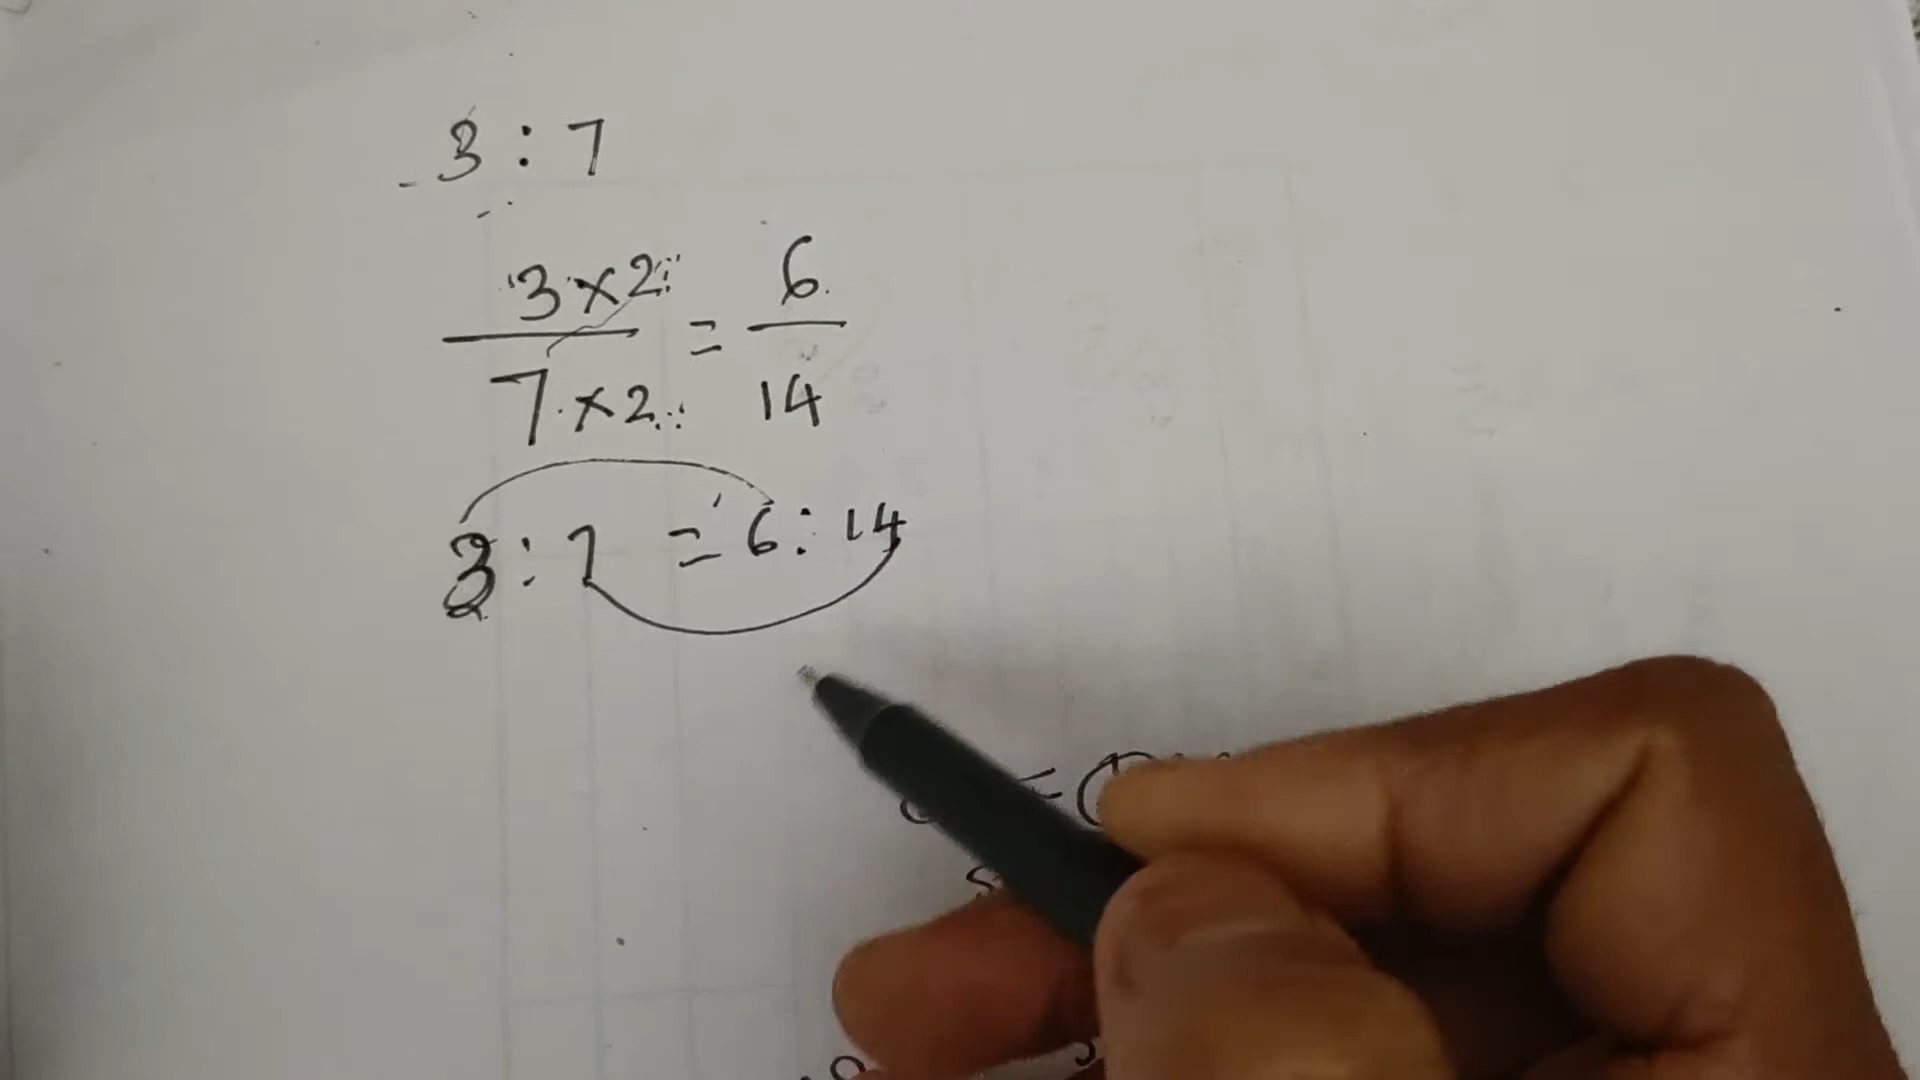 3 : 7
3×2 / 7×2 = 6 / 14
3 : 7 = 6 : 14